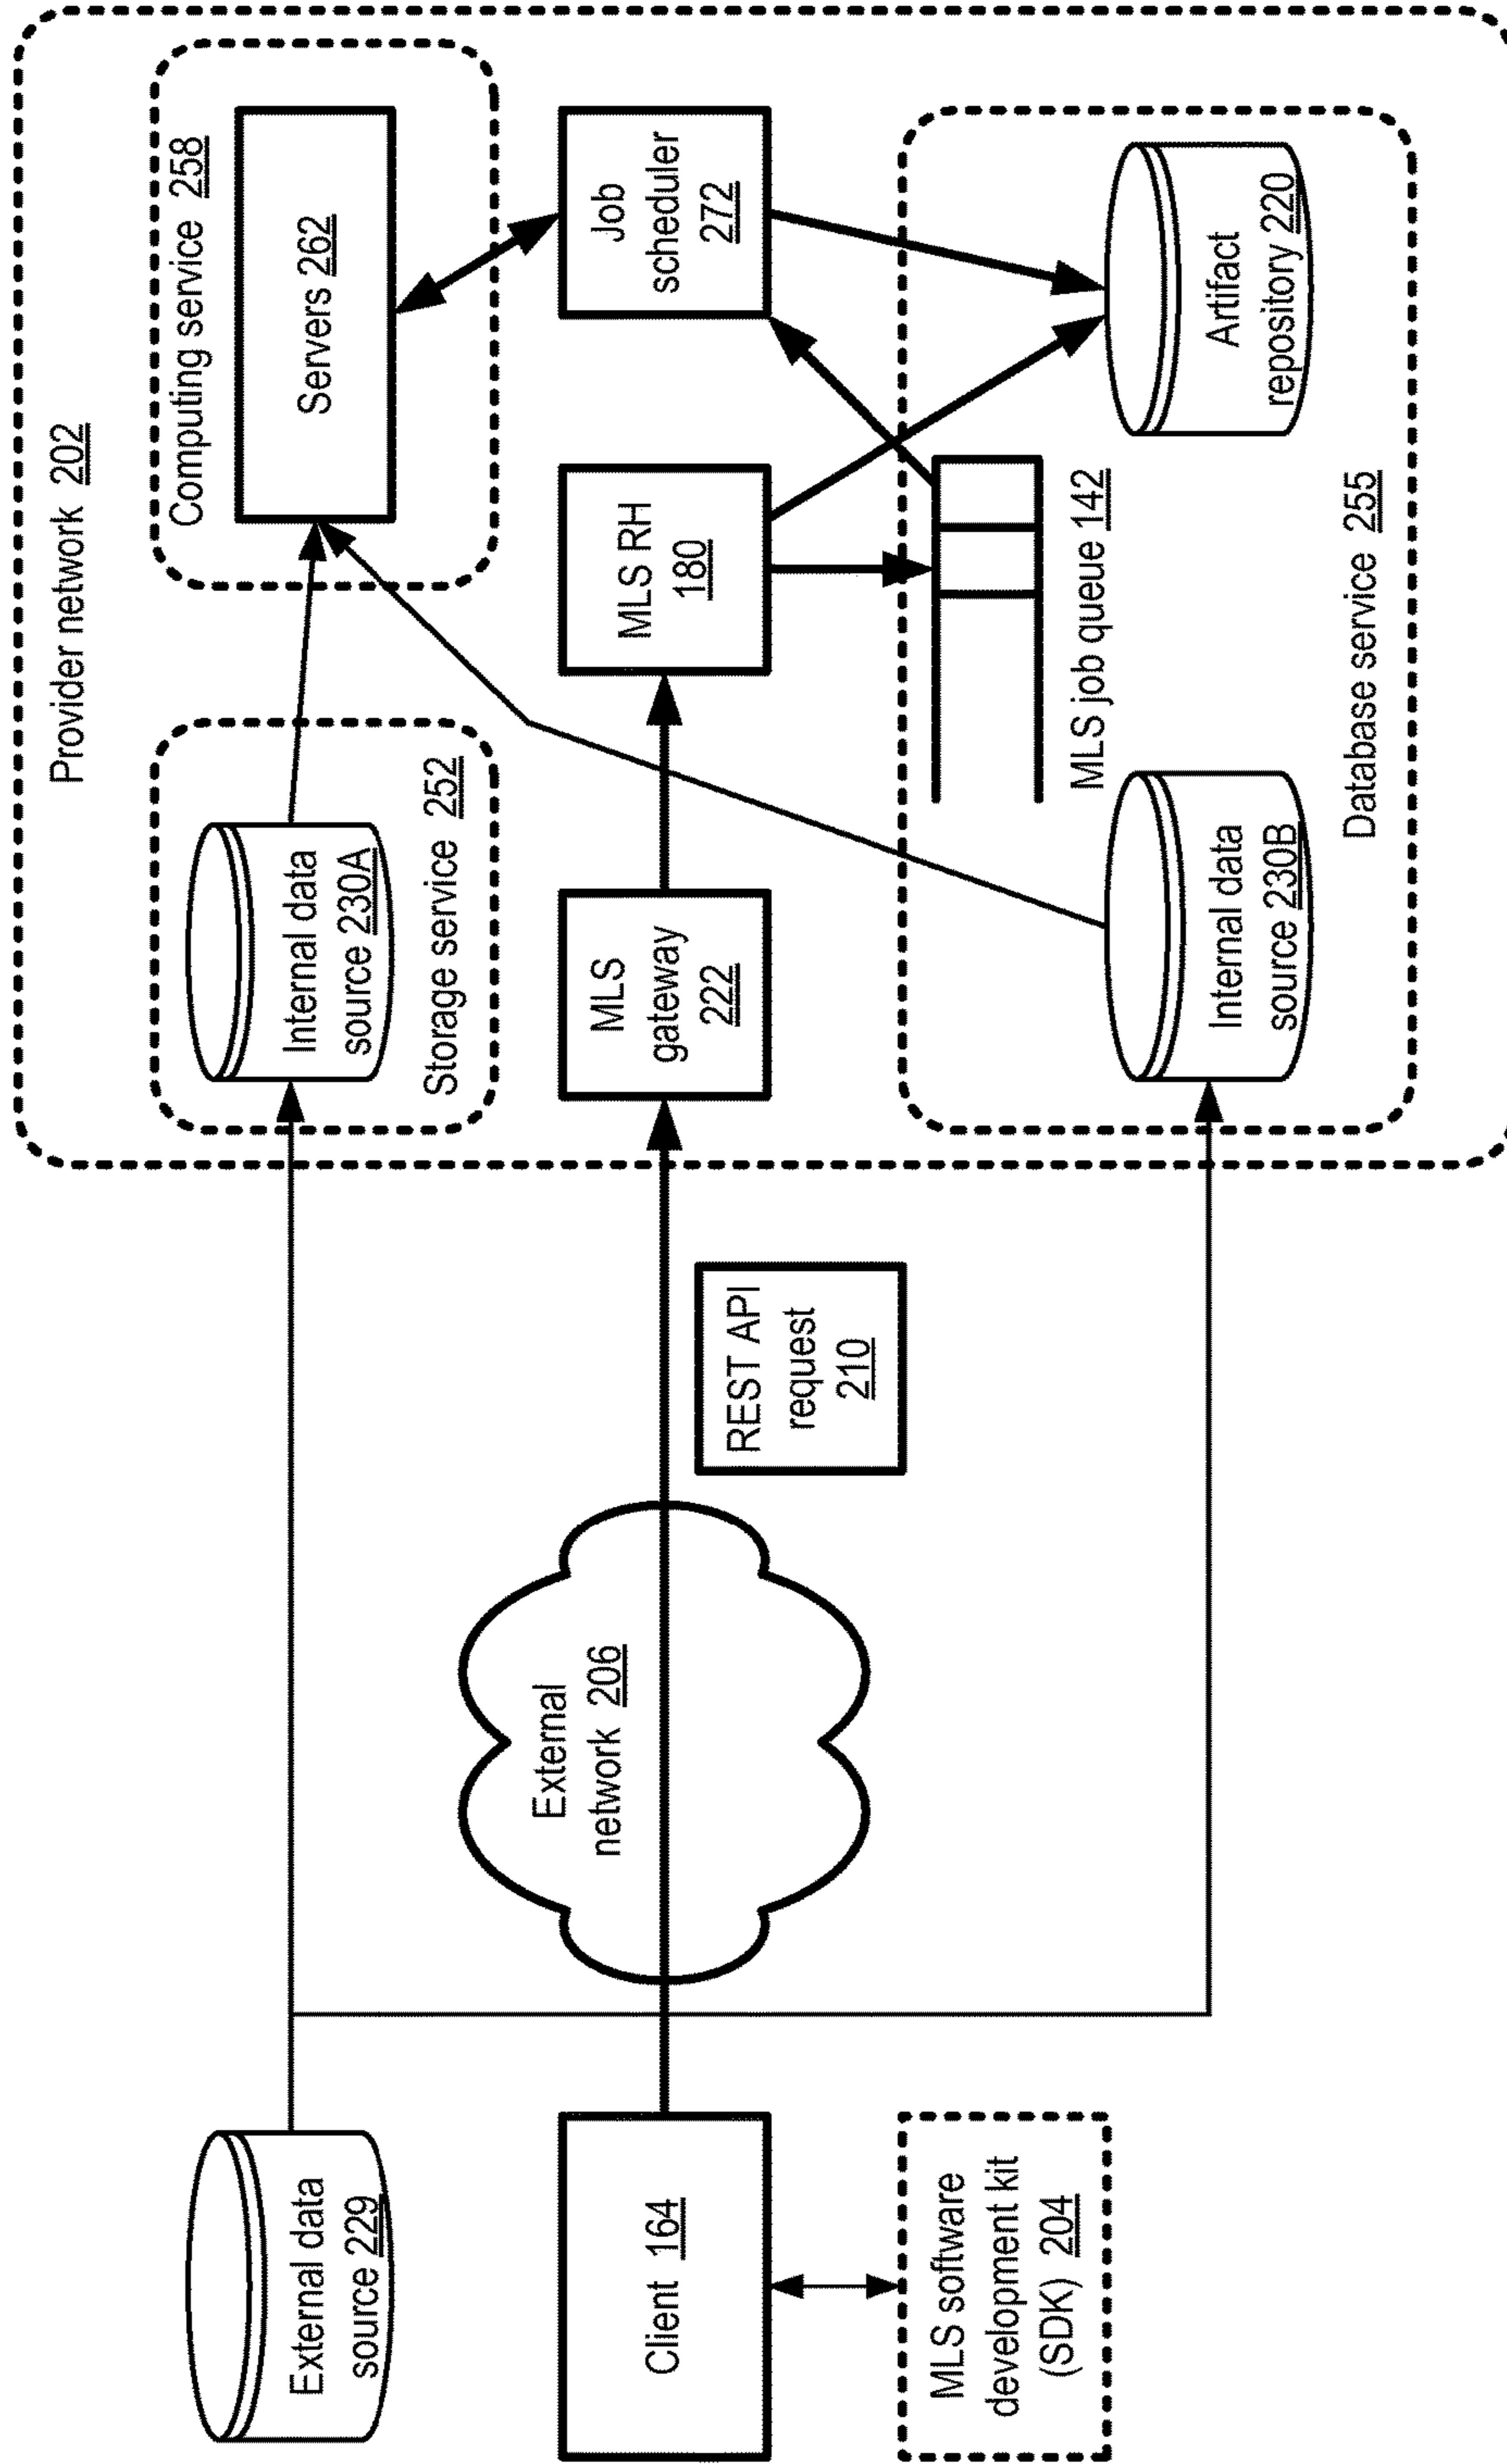 Provider network 202
External data
source 229
Internal data
source 230A
Storage service 252
Computing service 258
Servers 262
Client 164
External
network 206
REST API
request
210
MLS
gateway
222
MLS RH
180
Job
scheduler
272
MLS software
development kit
(SDK) 204
MLS job queue 142
Internal data
source 230B
Artifact
repository 220
Database service 255